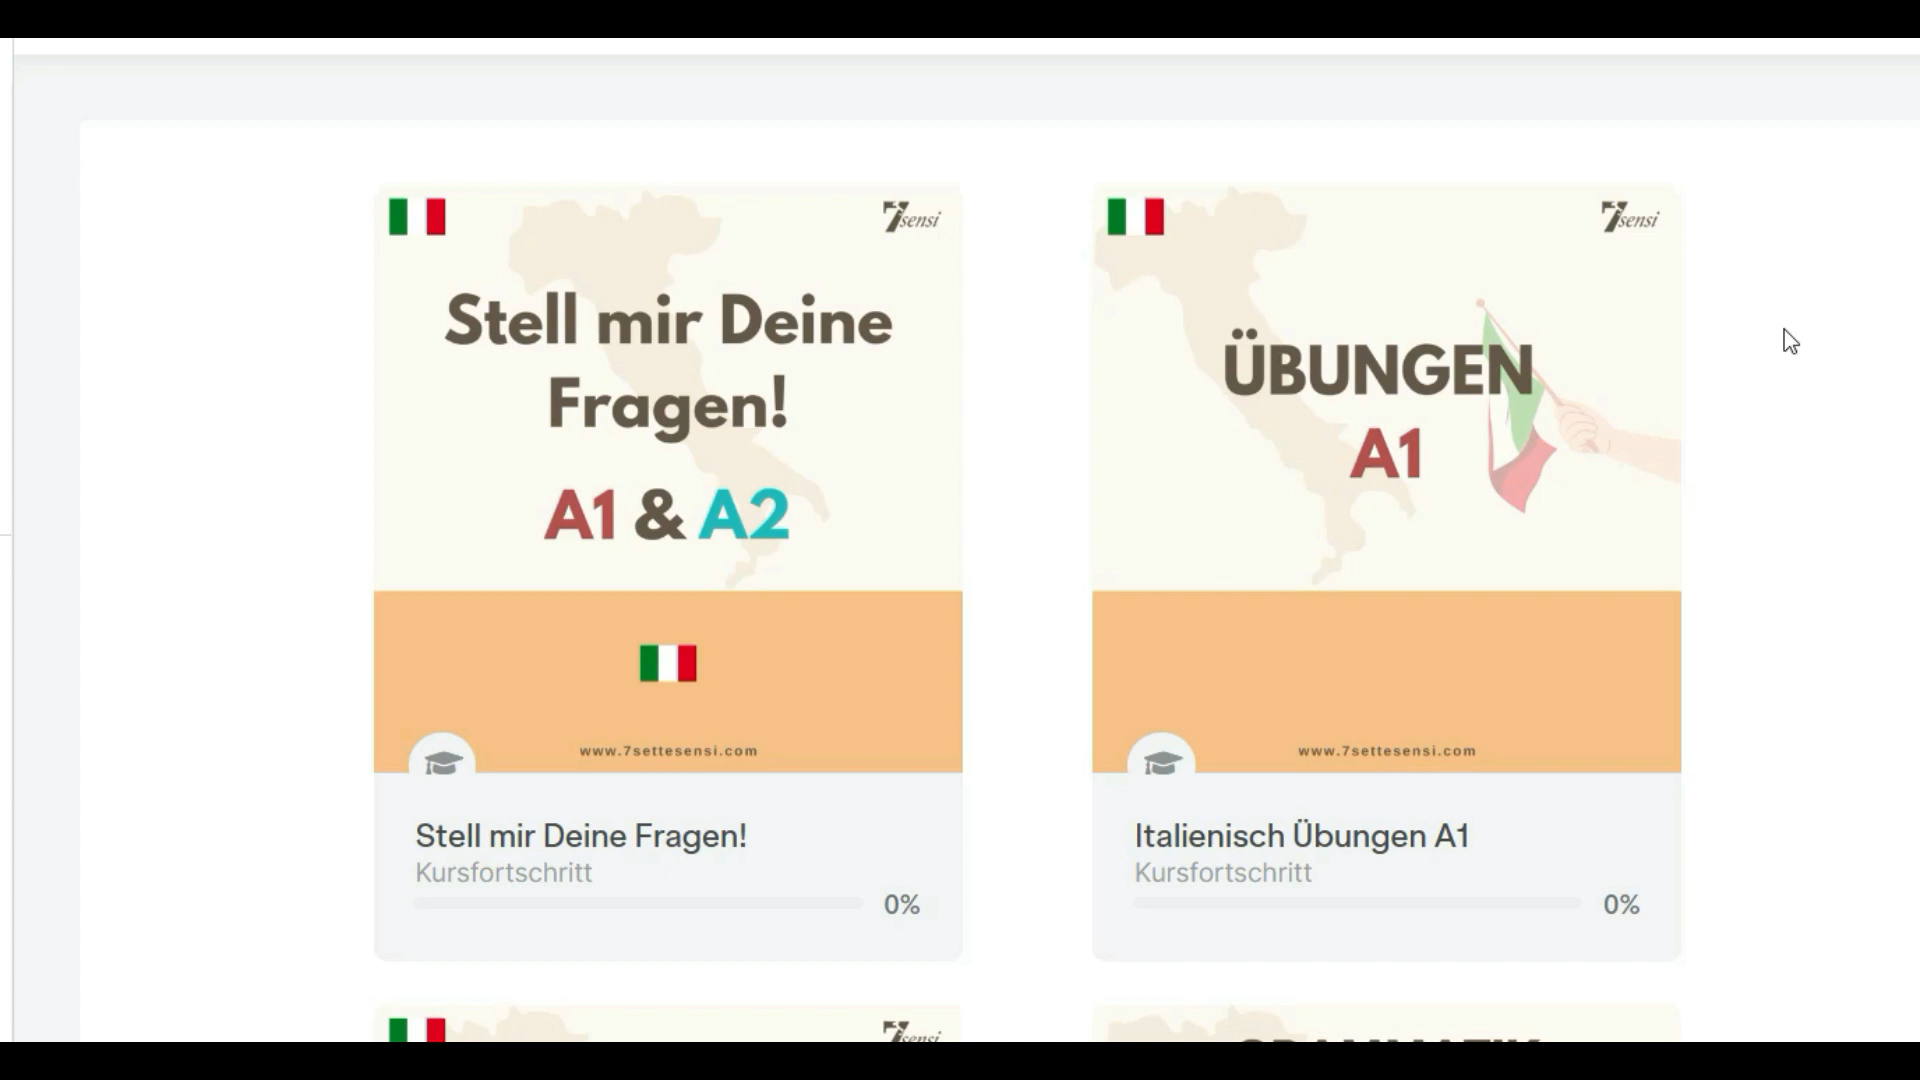 7sensi
Stell mir Deine
Fragen!
A1 & A2
www.7settesensi.com
Stell mir Deine Fragen!
Kursfortschritt
0%
7sensi
ÜBUNGEN
A1
www.7settesensi.com
Italienisch Übungen A1
Kursfortschritt
0%
7sensi